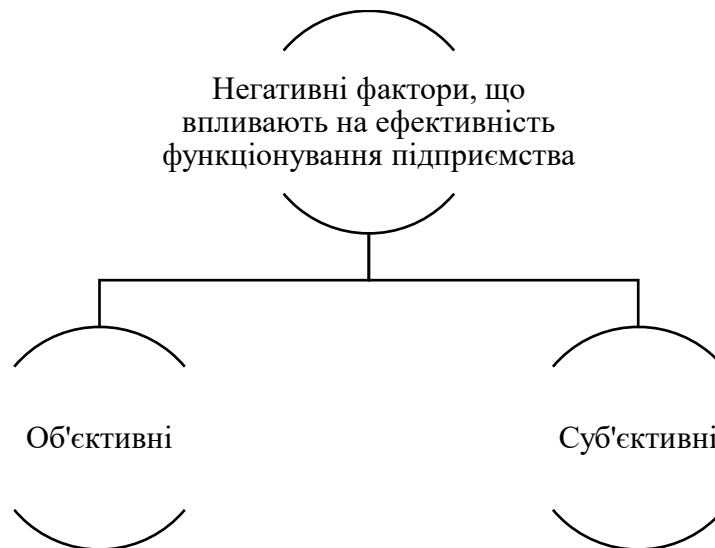 Негативні фактори, що
впливають на ефективність
функціонування підприємства
Об'єктивні
Суб'єктивні